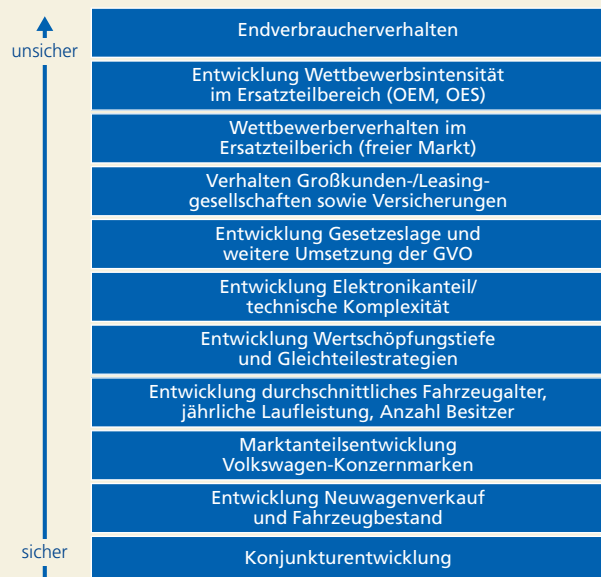 unsicher
Endverbraucherverhalten
Entwicklung Wettbewerbsintensität
im Ersatzteilbereich (OEM, OES)
Wettbewerberverhalten im
Ersatzteilberich (freier Markt)
Verhalten Großkunden-/Leasing-
gesellschaften sowie Versicherungen
Entwicklung Gesetzeslage und
weitere Umsetzung der GVO
Entwicklung Elektronikanteil/
technische Komplexität
Entwicklung Wertschöpfungstiefe
und Gleichteilestrategien
Entwicklung durchschnittliches Fahrzeugalter,
jährliche Laufleistung, Anzahl Besitzer
Marktanteilsentwicklung
Volkswagen-Konzernmarken
Entwicklung Neuwagenverkauf
und Fahrzeugbestand
sicher
Konjunkturentwicklung